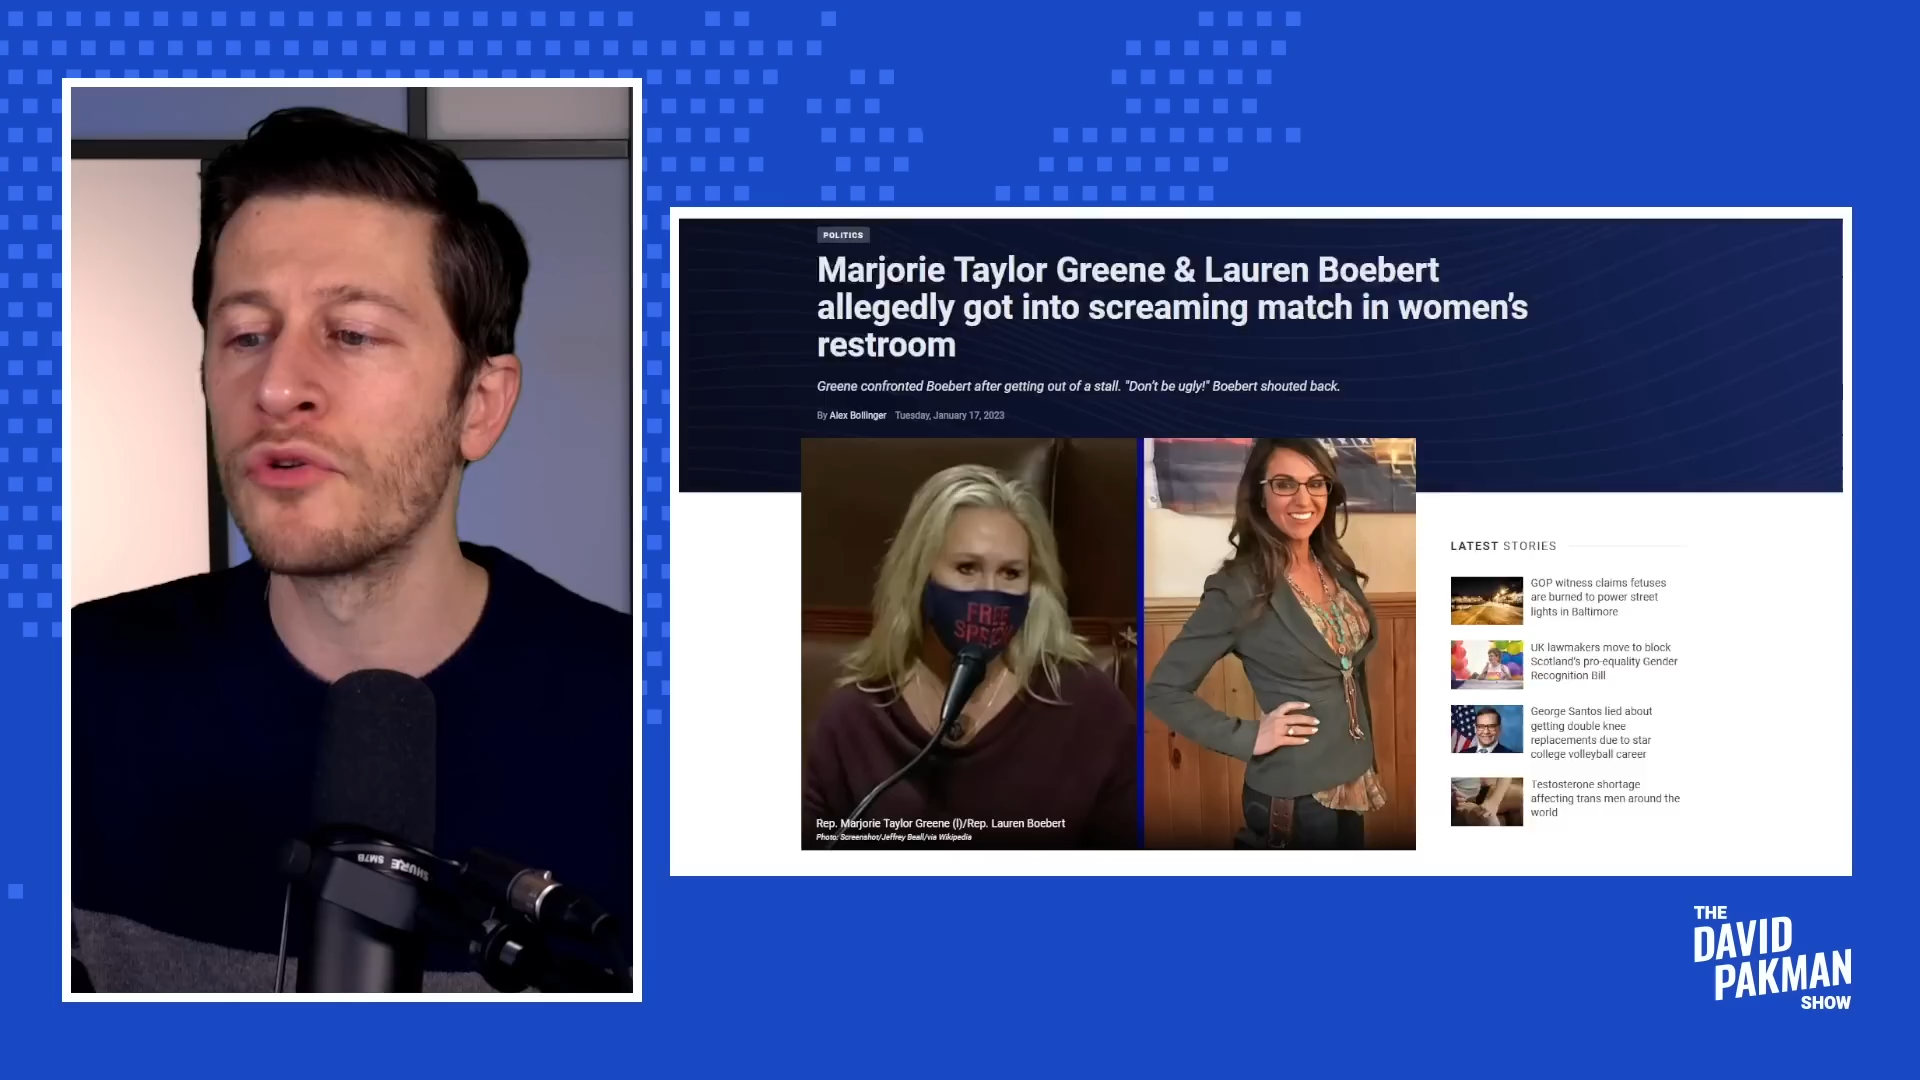 POLITICS
Marjorie Taylor Greene & Lauren Boebert
allegedly got into screaming match in women’s
restroom
Greene confronted Boebert after getting out of a stall. "Don't be ugly!" Boebert shouted back.
By Alex Bollinger Tuesday, January 17, 2023
FREE
SPEECH
Rep. Marjorie Taylor Greene (l)/Rep. Lauren Boebert
Photo: Screenshot/Jeffrey Beall/via Wikipedia
LATEST STORIES
GOP witness claims fetuses
are burned to power street
lights in Baltimore
UK lawmakers move to block
Scotland's pro-equality Gender
Recognition Bill
George Santos lied about
getting double knee
replacements due to star
college volleyball career
Testosterone shortage
affecting trans men around the
world
SHURE SM7B
THE
DAVID
PAKMAN
SHOW